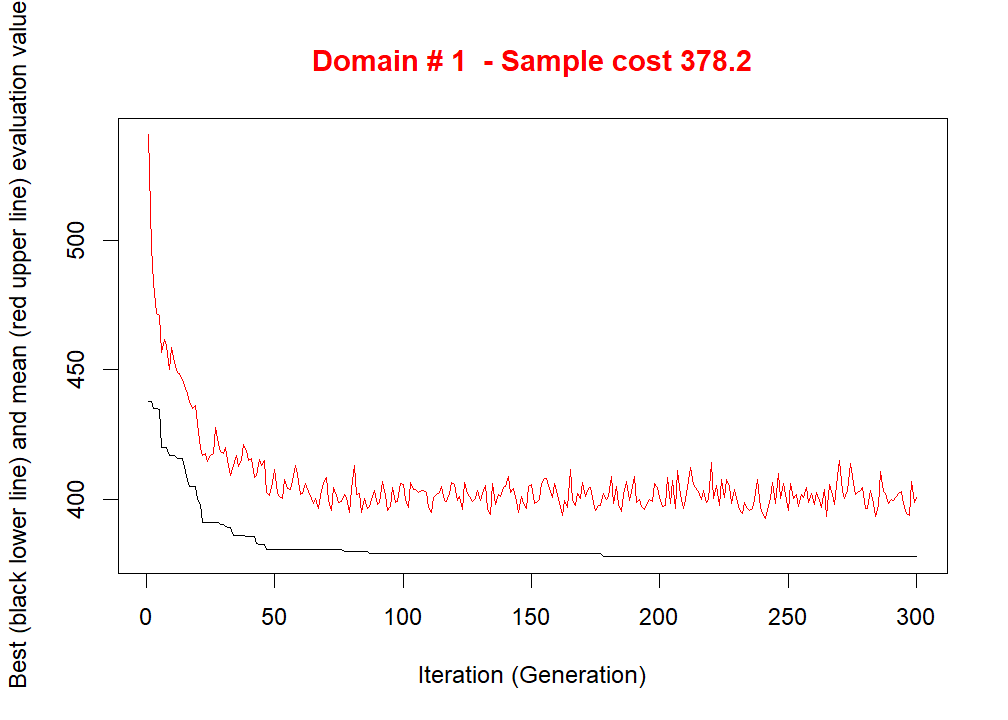 Domain # 1  - Sample cost 378.2
Best (black lower line) and mean (red upper line) evaluation value
500
450
400
0 50 100 150 200 250 300
Iteration (Generation)